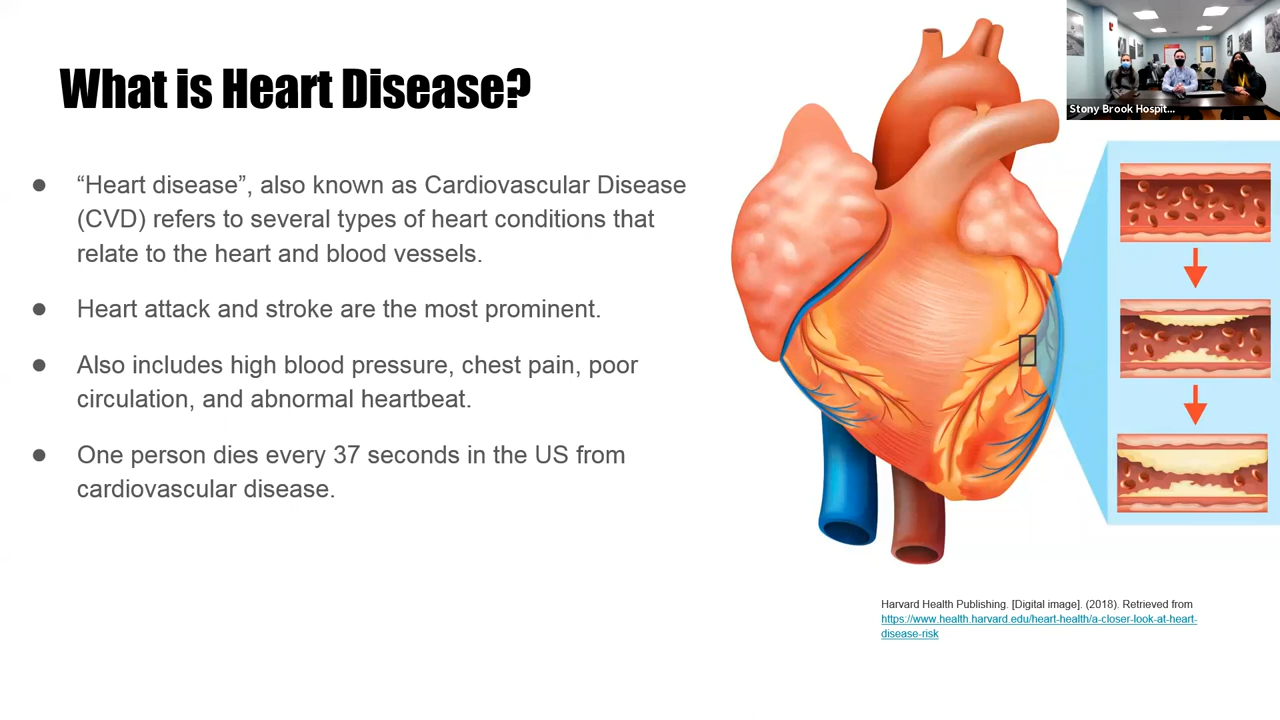 What is Heart Disease?
Stony Brook Hospit...
● “Heart disease”, also known as Cardiovascular Disease
(CVD) refers to several types of heart conditions that
relate to the heart and blood vessels.
● Heart attack and stroke are the most prominent.
● Also includes high blood pressure, chest pain, poor
circulation, and abnormal heartbeat.
● One person dies every 37 seconds in the US from
cardiovascular disease.
Harvard Health Publishing. [Digital image]. (2018). Retrieved from
https://www.health.harvard.edu/heart-health/a-closer-look-at-heart-
disease-risk